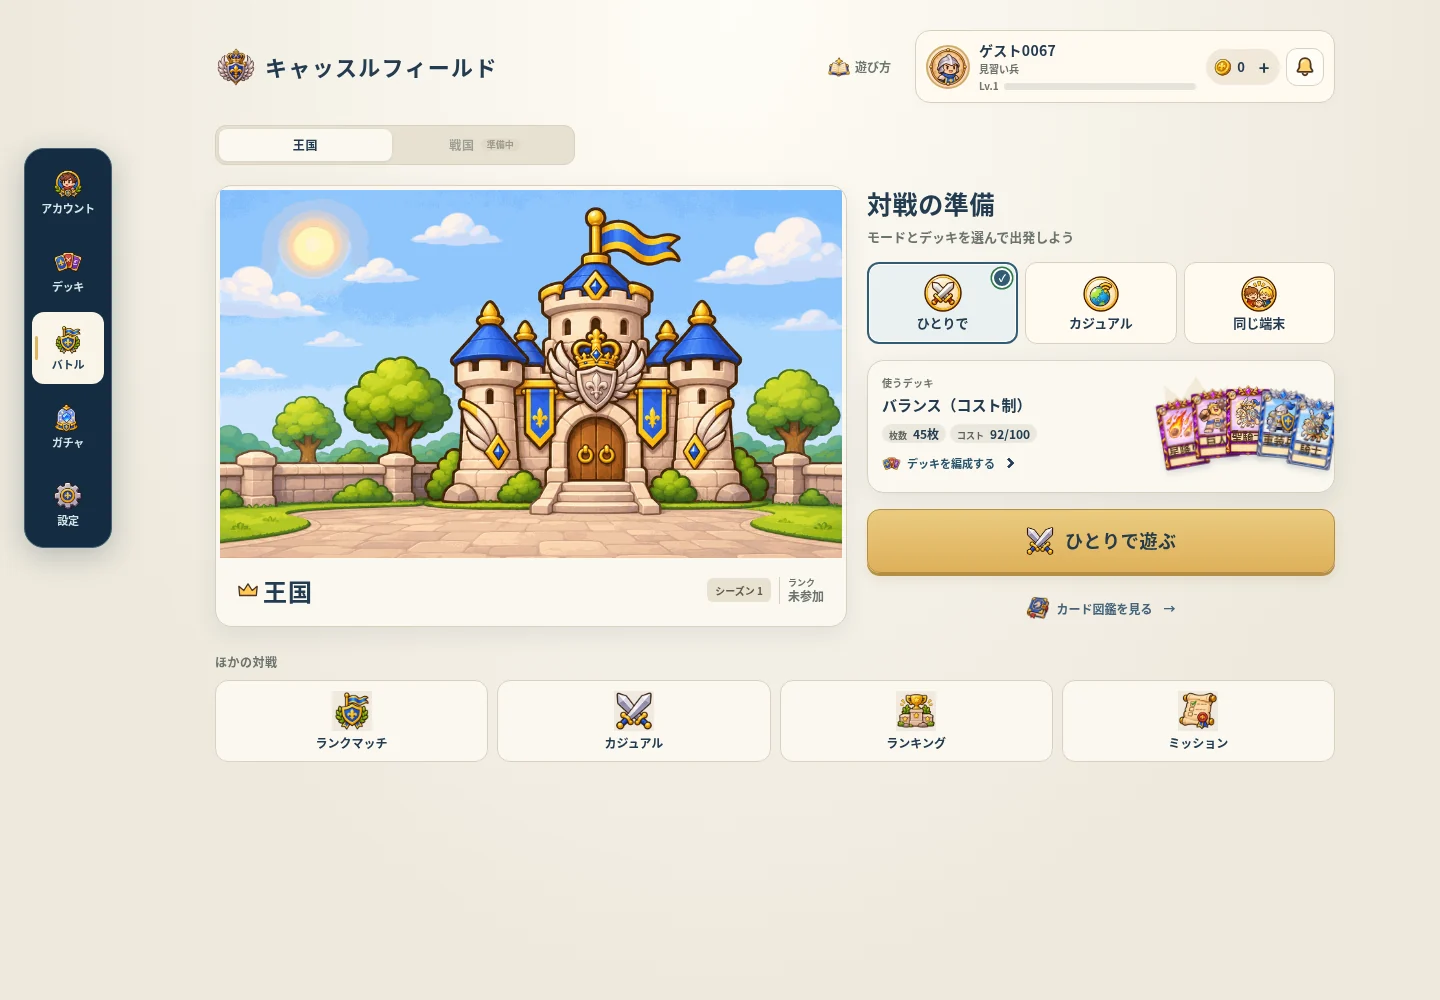 キャッスルフィールド
遊び方
ゲスト0067
見習い兵
Lv.1
0 +
王国
戦国 準備中
アカウント
デッキ
バトル
ガチャ
設定
王国
シーズン 1
ランク
未参加
対戦の準備
モードとデッキを選んで出発しよう
ひとりで
カジュアル
同じ端末
使うデッキ
バランス（コスト制）
枚数 45枚 コスト 92/100
デッキを編成する
巨人
騎士
ひとりで遊ぶ
カード図鑑を見る →
ほかの対戦
ランクマッチ
カジュアル
ランキング
ミッション